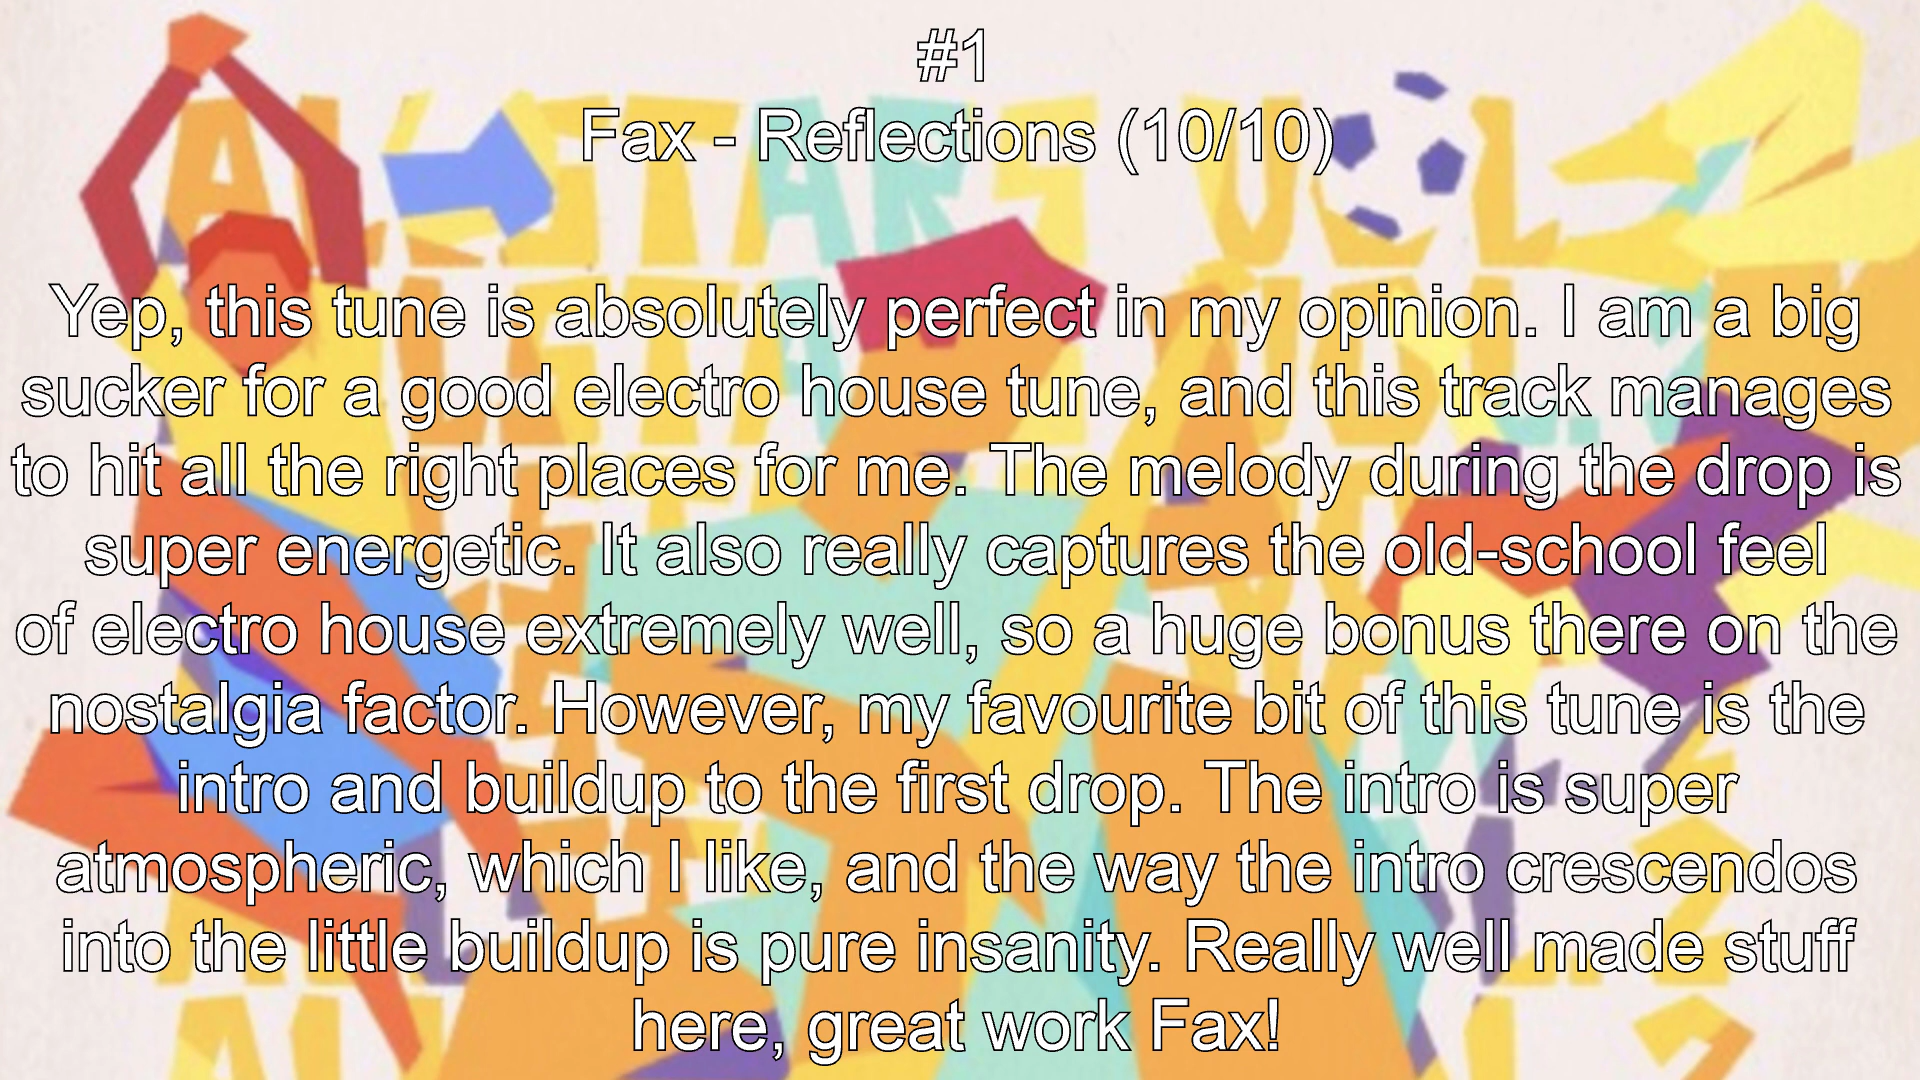 #1
Fax - Reflections (10/10)
Yep, this tune is absolutely perfect in my opinion. I am a big
sucker for a good electro house tune, and this track manages
to hit all the right places for me. The melody during the drop is
super energetic. It also really captures the old-school feel
of electro house extremely well, so a huge bonus there on the
nostalgia factor. However, my favourite bit of this tune is the
intro and buildup to the first drop. The intro is super
atmospheric, which I like, and the way the intro crescendos
into the little buildup is pure insanity. Really well made stuff
here, great work Fax!